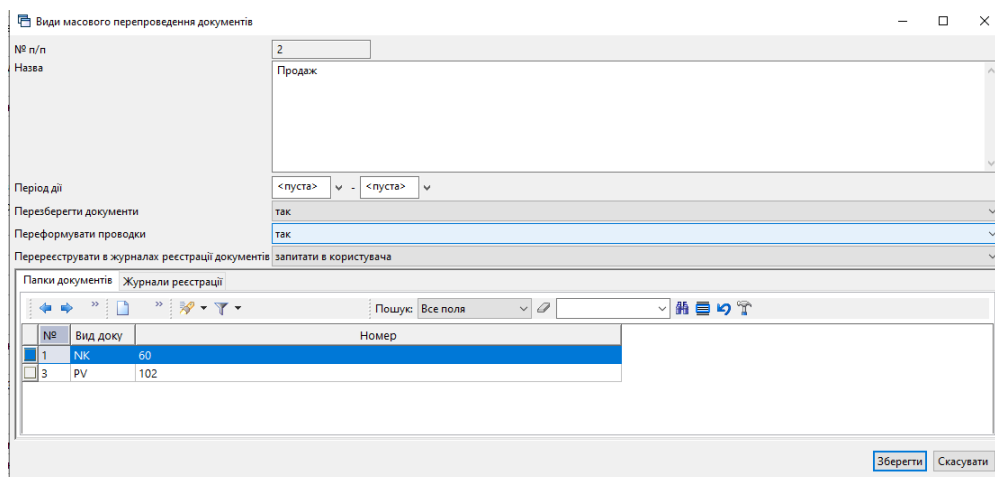 Види масового перепроведення документів
№ п/п 2
Назва Продаж
Період дії <пуста> - <пуста>
Перезберегти документи так
Переформувати проводки так
Перереєструвати в журналах реєстрації документів запитати в користувача
Папки документів Журнали реєстрації
Пошук: Все поля
№ Вид доку Номер
1 NK 60
3 PV 102
Зберегти Скасувати